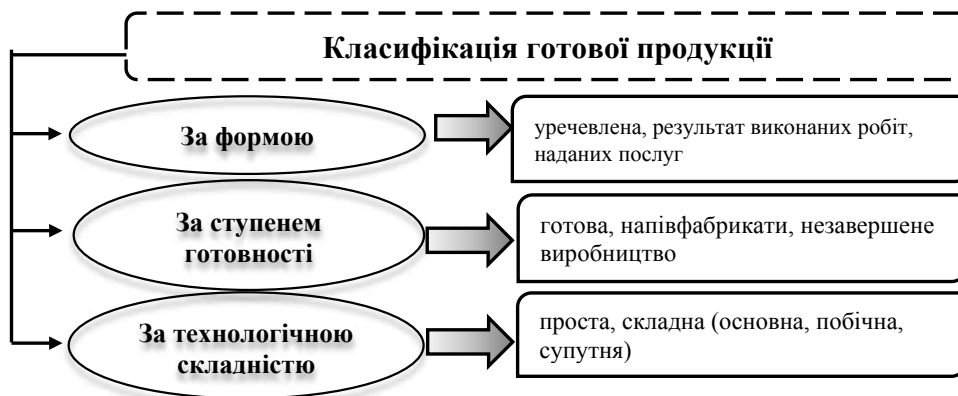 Класифікація готової продукції
За формою
уречевлена, результат виконаних робіт,
наданих послуг
За ступенем
готовності
готова, напівфабрикати, незавершене
виробництво
За технологічною
складністю
проста, складна (основна, побічна,
супутня)